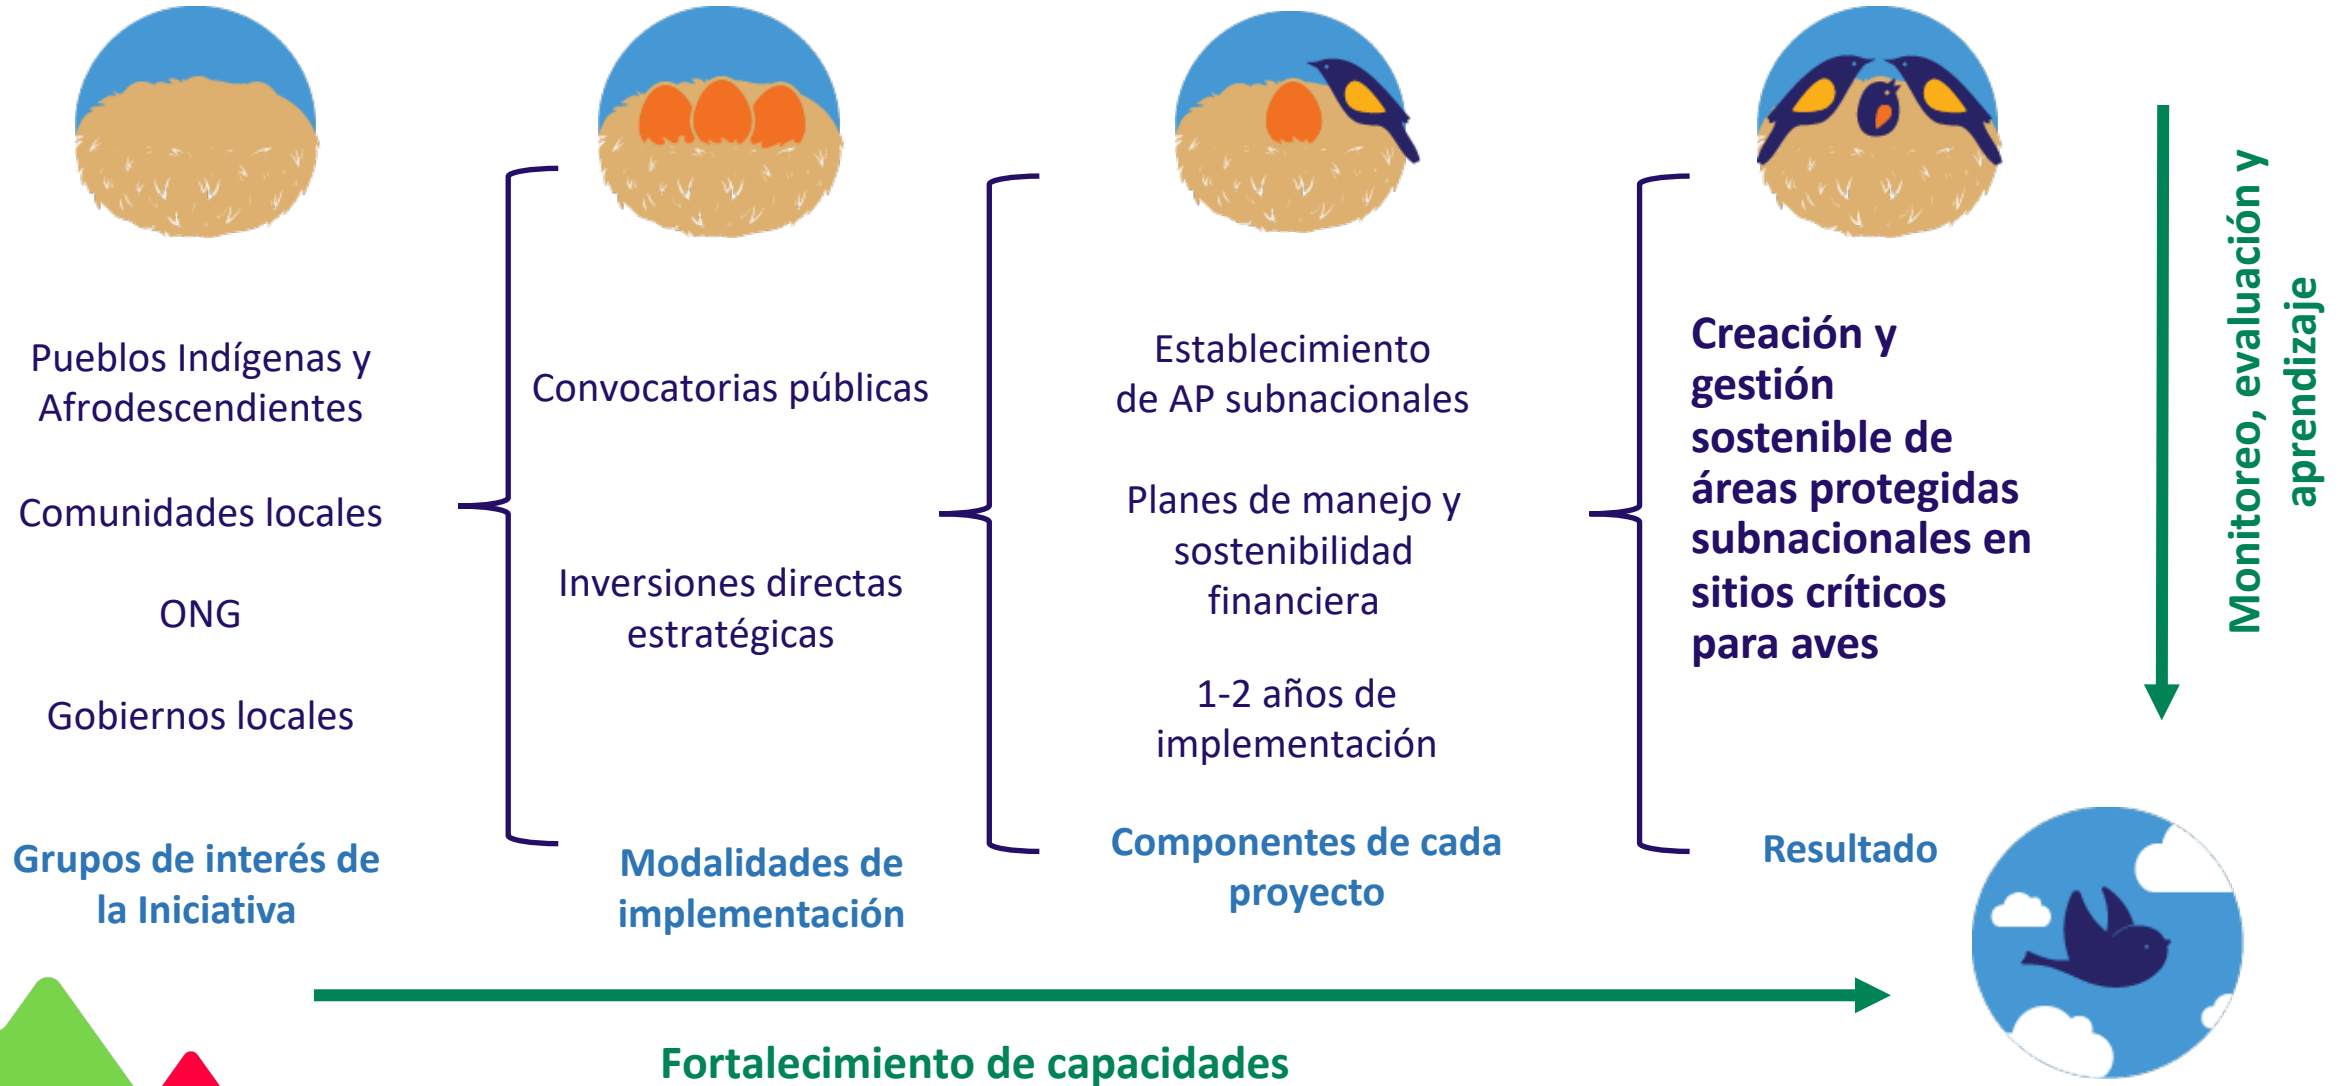 Pueblos Indígenas y
Afrodescendientes
Comunidades locales
ONG
Gobiernos locales
Grupos de interés de
la Iniciativa
Convocatorias públicas
Inversiones directas
estratégicas
Modalidades de
implementación
Establecimiento
de AP subnacionales
Planes de manejo y
sostenibilidad
financiera
1-2 años de
implementación
Componentes de cada
proyecto
Creación y
gestión
sostenible de
áreas protegidas
subnacionales en
sitios críticos
para aves
Resultado
Monitoreo, evaluación y
aprendizaje
Fortalecimiento de capacidades